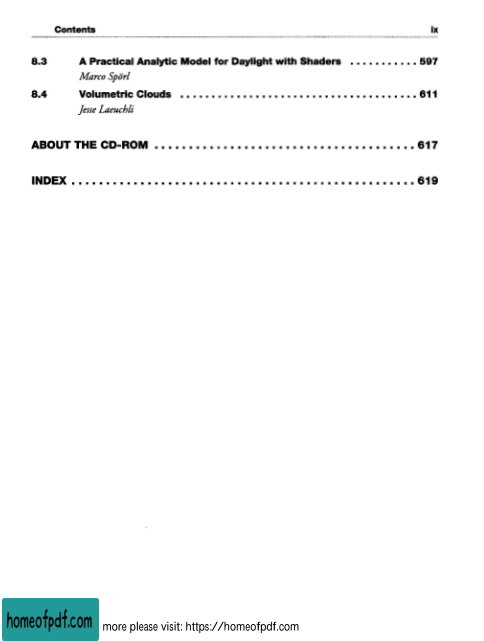 Contents ix
8.3 A Practical Analytic Model for Daylight with Shaders ........... 597
Marco Spörl
8.4 Volumetric Clouds ...................................... 611
Jesse Laeuchli
ABOUT THE CD-ROM ...................................... 617
INDEX .................................................. 619
homeofpdf.com more please visit: https://homeofpdf.com